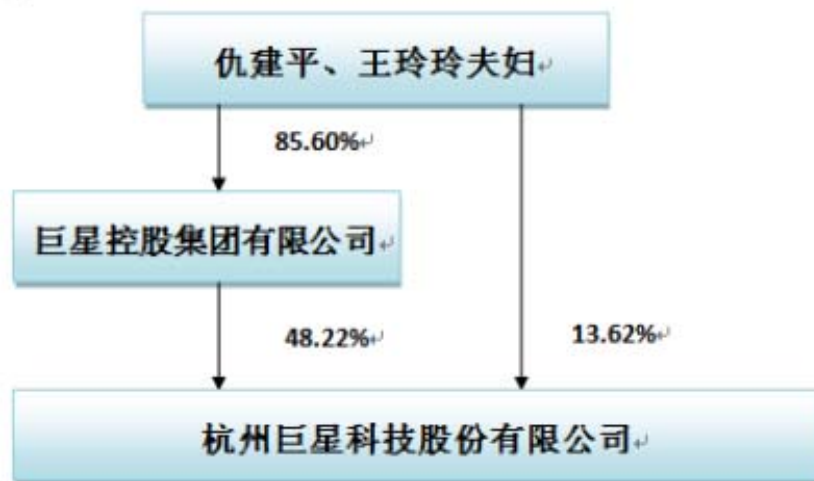 仇建平、王玲玲夫妇
85.60%
巨星控股集团有限公司
48.22%
13.62%
杭州巨星科技股份有限公司